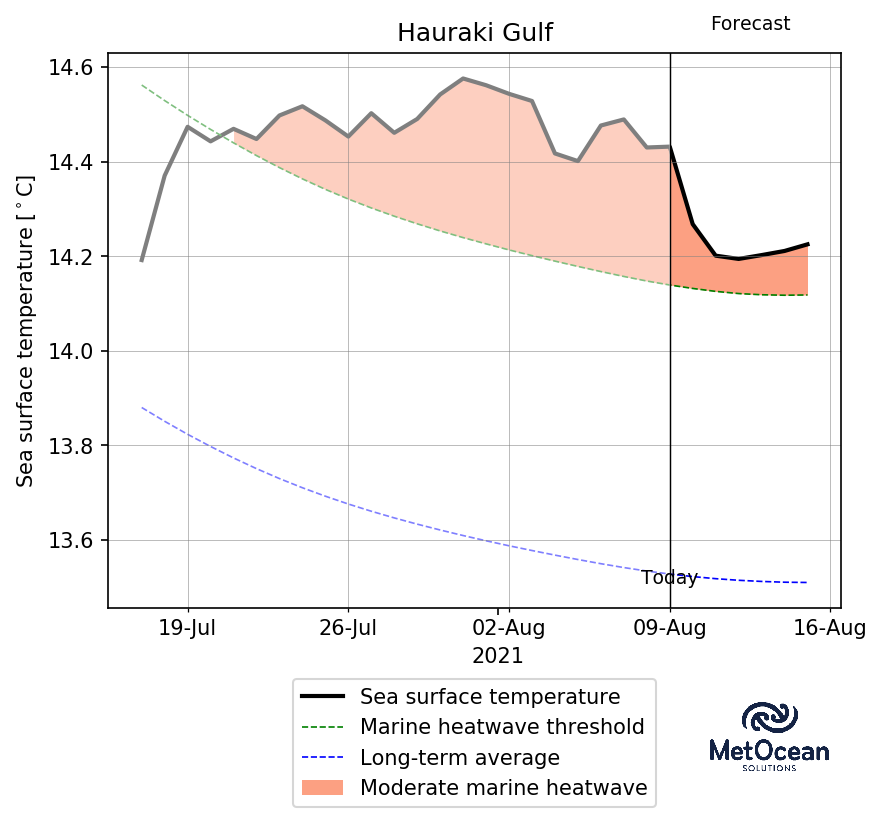 Forecast
Hauraki Gulf
Sea surface temperature [°C]
14.6
14.4
14.2
14.0
13.8
13.6
Today
19-Jul 26-Jul 02-Aug 09-Aug 16-Aug
2021
Sea surface temperature
Marine heatwave threshold
Long-term average
Moderate marine heatwave
MetOcean
SOLUTIONS